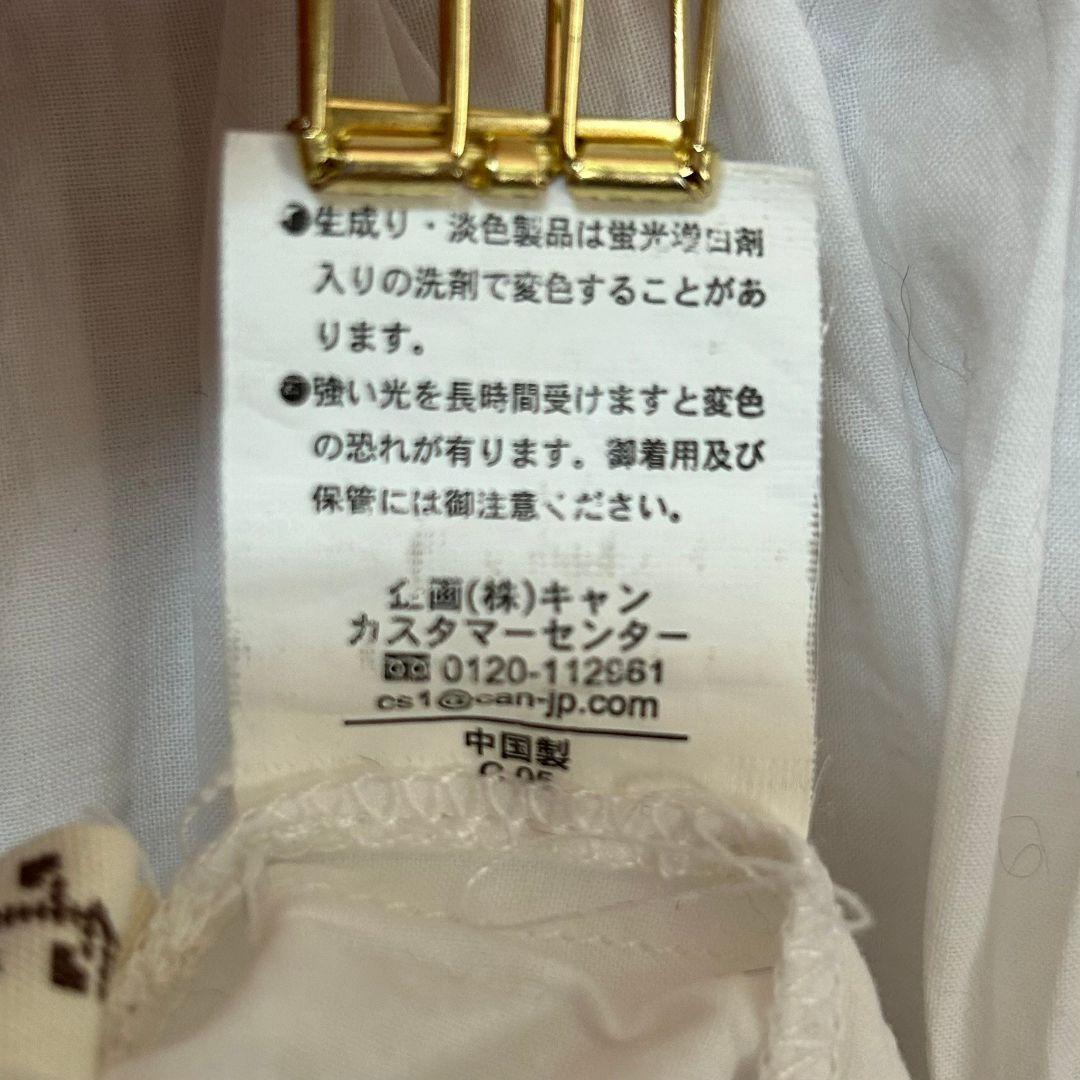 ●生成り・淡色製品は蛍光増白剤
入りの洗剤で変色することがあ
ります。
●強い光を長時間受けますと変色
の恐れが有ります。御着用及び
保管には御注意ください。
企画(株)キャン
カスタマーセンター
0120-112961
cs1@can-jp.com
中国製